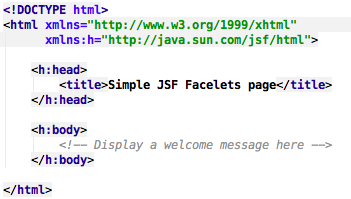 <!DOCTYPE html>
<html xmlns="http://www.w3.org/1999/xhtml"
      xmlns:h="http://java.sun.com/jsf/html">

    <h:head>
        <title>Simple JSF Facelets page</title>
    </h:head>

    <h:body>
        <!-- Display a welcome message here -->
    </h:body>

</html>